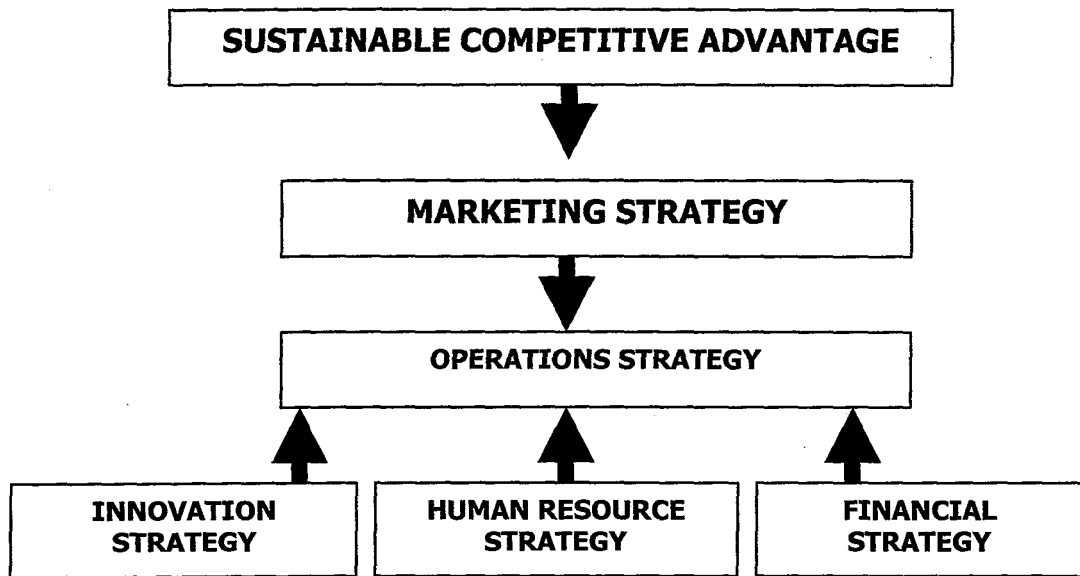 SUSTAINABLE COMPETITIVE ADVANTAGE
MARKETING STRATEGY
OPERATIONS STRATEGY
INNOVATION
STRATEGY
HUMAN RESOURCE
STRATEGY
FINANCIAL
STRATEGY